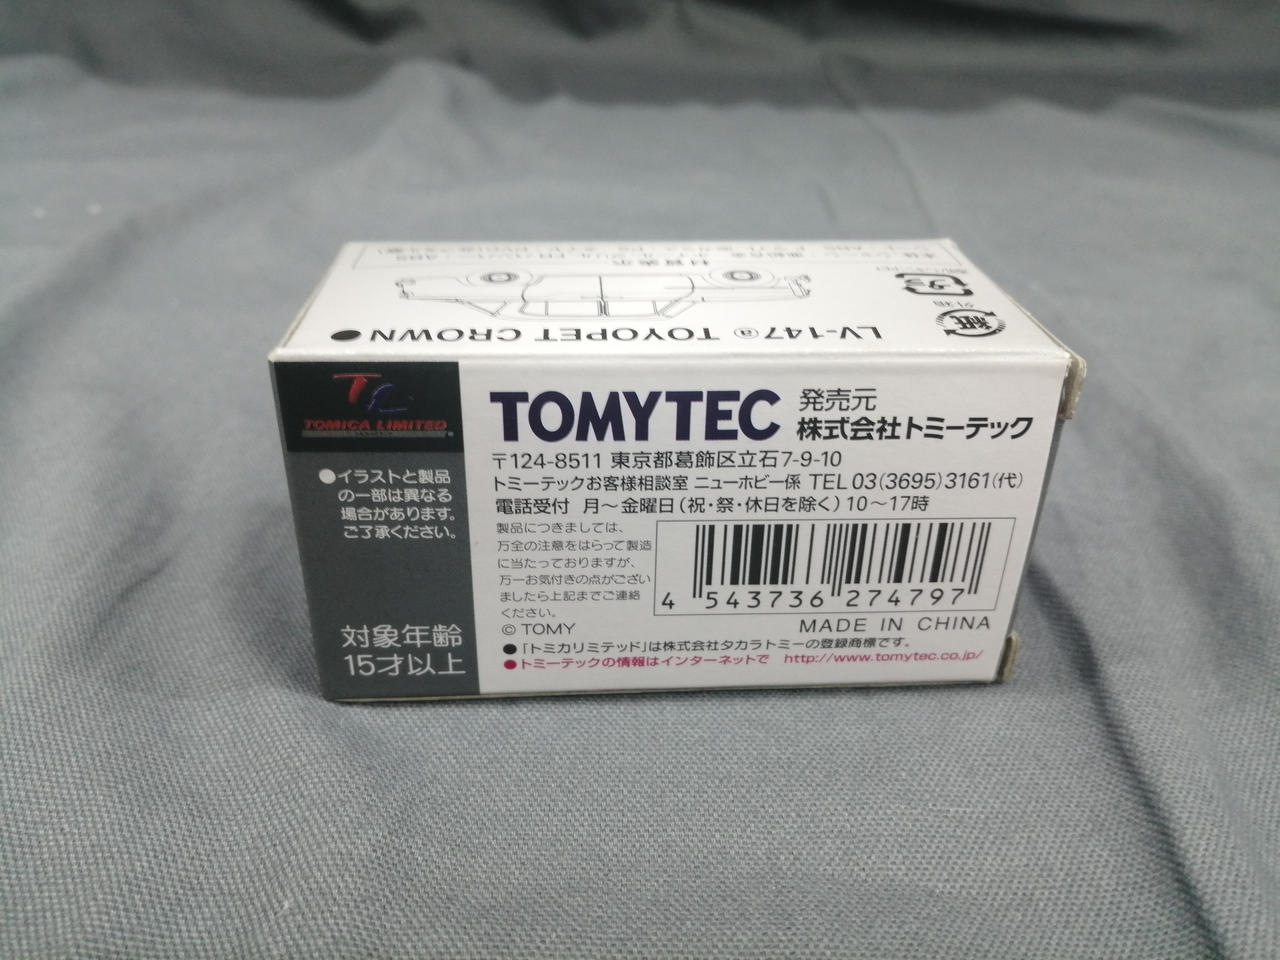 LV-147ⓐ TOYOPET CROWN ●
紙
外箱
材質表示
TOMICA LIMITED
●イラストと製品
の一部は異なる
場合があります。
ご了承ください。
対象年齢
15才以上
TOMYTEC
発売元
株式会社トミーテック
〒124-8511 東京都葛飾区立石7-9-10
トミーテックお客様相談室 ニューホビー係 TEL 03(3695)3161(代)
電話受付 月〜金曜日(祝・祭・休日を除く)10〜17時
製品につきましては、
万全の注意をはらって製造
に当たっておりますが、
万一お気付きの点がござい
ましたら上記までご連絡
ください。
4 543736 274797
© TOMY
MADE IN CHINA
●「トミカリミテッド」は株式会社タカラトミーの登録商標です。
●トミーテックの情報はインターネットで http://www.tomytec.co.jp/